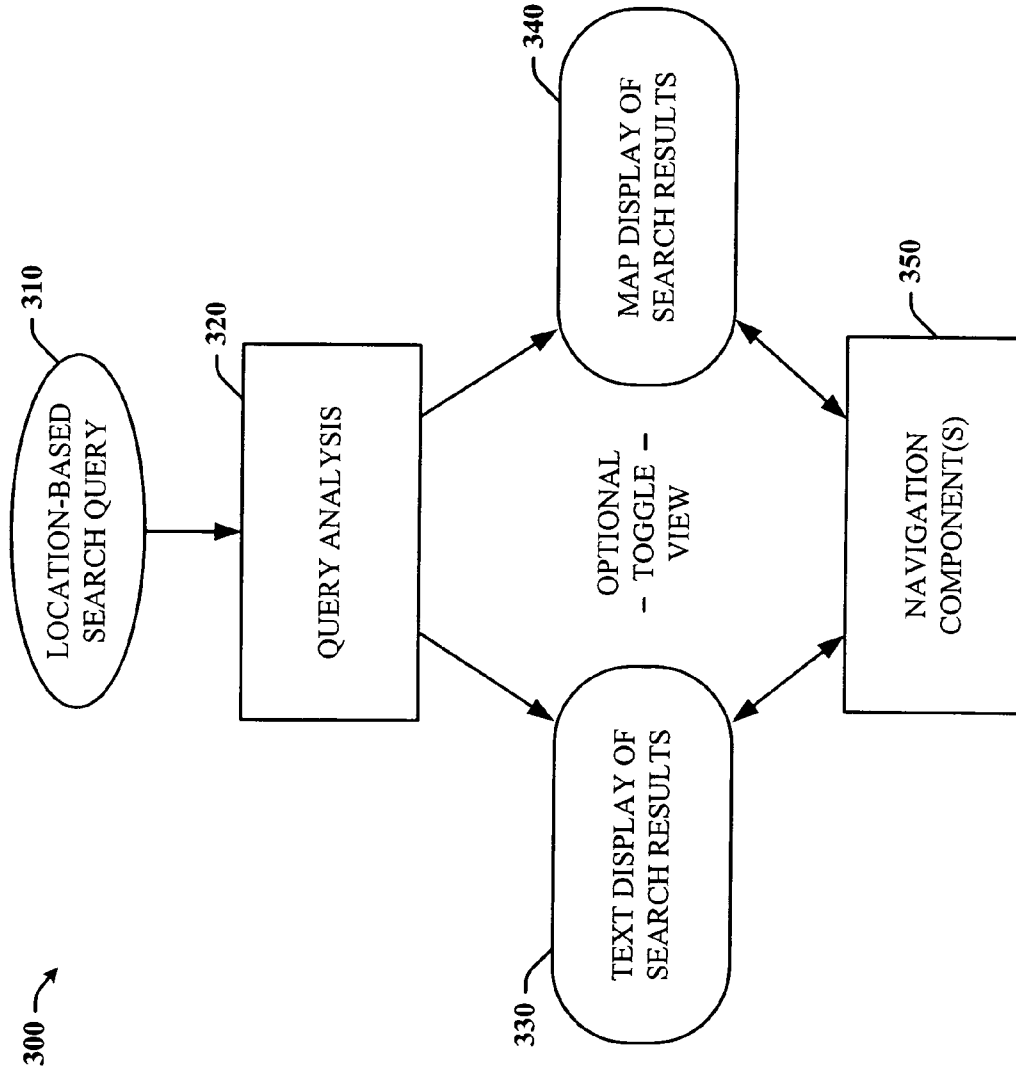 300
310
LOCATION-BASED
SEARCH QUERY
320
QUERY ANALYSIS
330
TEXT DISPLAY OF
SEARCH RESULTS
OPTIONAL
– TOGGLE –
VIEW
340
MAP DISPLAY OF
SEARCH RESULTS
350
NAVIGATION
COMPONENT(S)